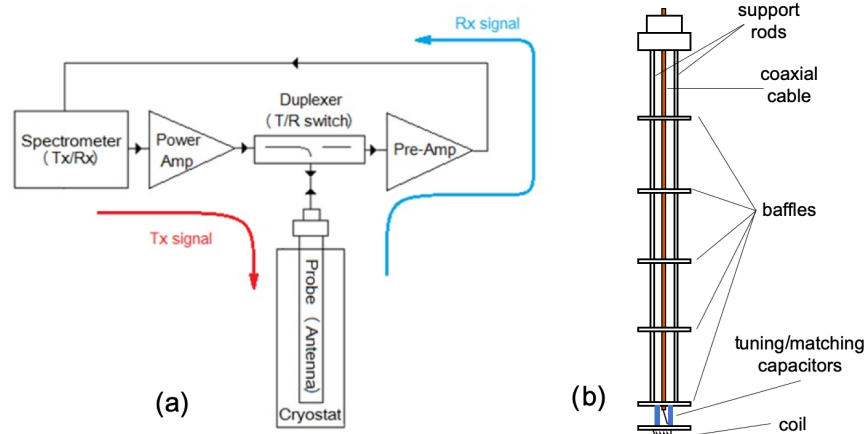 Rx signal
Duplexer
(T/R switch)
Spectrometer
(Tx/Rx)
Power
Amp
Pre-Amp
Tx signal
Probe (Antenna)
Cryostat
(a)
support
rods
coaxial
cable
baffles
tuning/matching
capacitors
(b)
coil